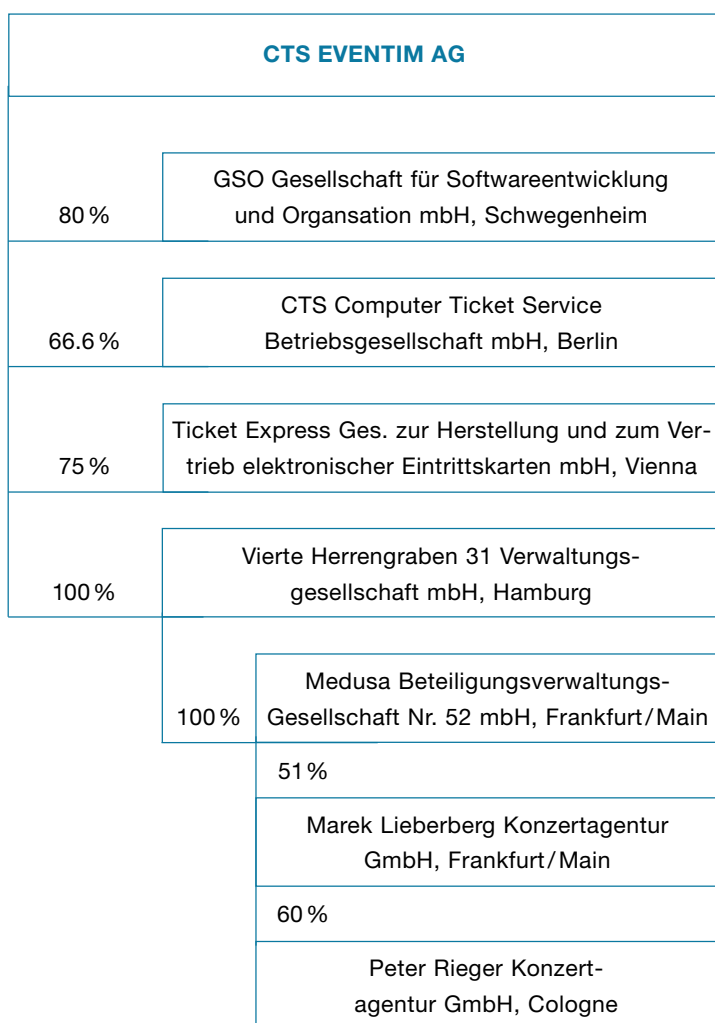 CTS EVENTIM AG
GSO Gesellschaft für Softwareentwicklung
80 % und Organsation mbH, Schwegenheim
CTS Computer Ticket Service
66.6 % Betriebsgesellschaft mbH, Berlin
Ticket Express Ges. zur Herstellung und zum Ver-
75 % trieb elektronischer Eintrittskarten mbH, Vienna
Vierte Herrengraben 31 Verwaltungs-
100 % gesellschaft mbH, Hamburg
Medusa Beteiligungsverwaltungs-
100 % Gesellschaft Nr. 52 mbH, Frankfurt/Main
51 %
Marek Lieberberg Konzertagentur
GmbH, Frankfurt/Main
60 %
Peter Rieger Konzert-
agentur GmbH, Cologne